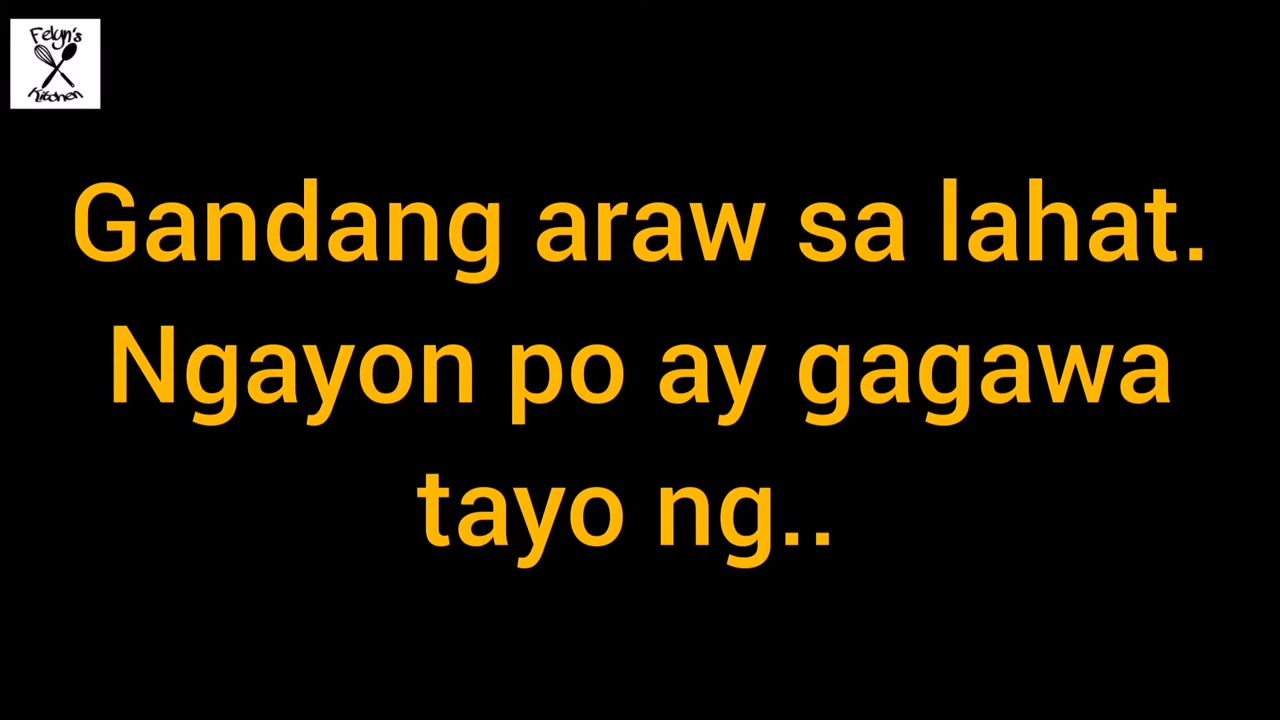 Felyn's
Kitchen
Gandang araw sa lahat.
Ngayon po ay gagawa
tayo ng..